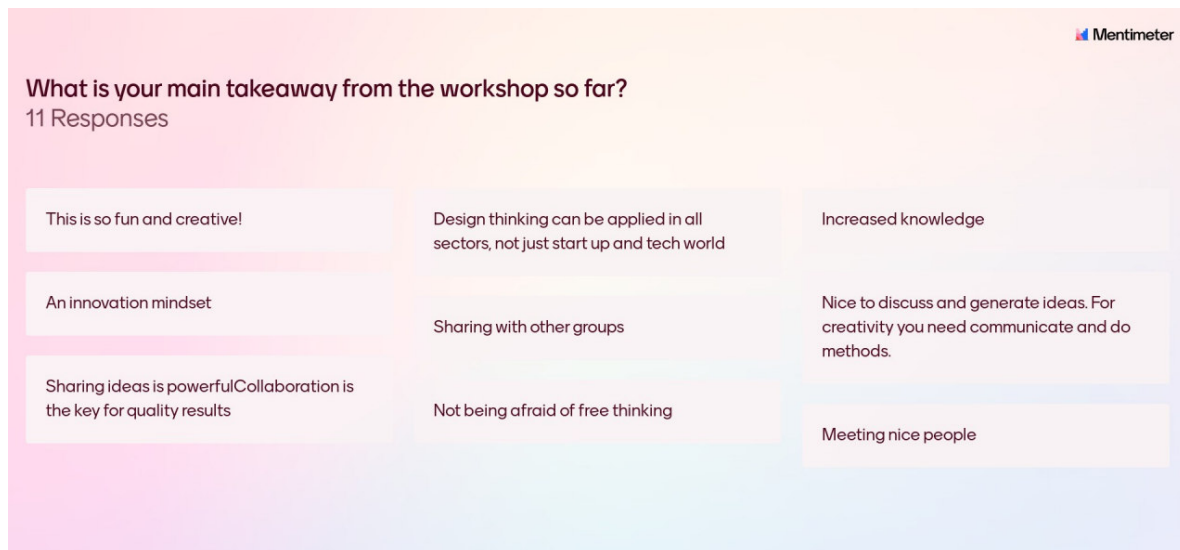 Mentimeter
What is your main takeaway from the workshop so far?
11 Responses
This is so fun and creative!
An innovation mindset
Sharing ideas is powerfulCollaboration is
the key for quality results
Design thinking can be applied in all
sectors, not just start up and tech world
Sharing with other groups
Not being afraid of free thinking
Increased knowledge
Nice to discuss and generate ideas. For
creativity you need communicate and do
methods.
Meeting nice people